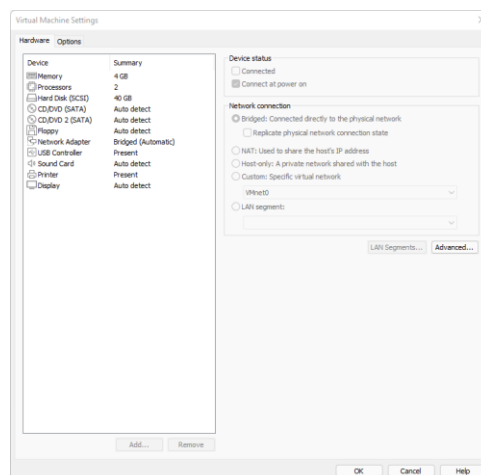 Virtual Machine Settings
Hardware Options
Device Summary
Memory 4 GB
Processors 2
Hard Disk (SCSI) 40 GB
CD/DVD (SATA) Auto detect
CD/DVD 2 (SATA) Auto detect
Floppy Auto detect
Network Adapter Bridged (Automatic)
USB Controller Present
Sound Card Auto detect
Printer Present
Display Auto detect
Add... Remove
Device status
Connected
Connect at power on
Network connection
Bridged: Connected directly to the physical network
Replicate physical network connection state
NAT: Used to share the host's IP address
Host-only: A private network shared with the host
Custom: Specific virtual network
VMnet0
LAN segment:
LAN Segments... Advanced...
OK Cancel Help